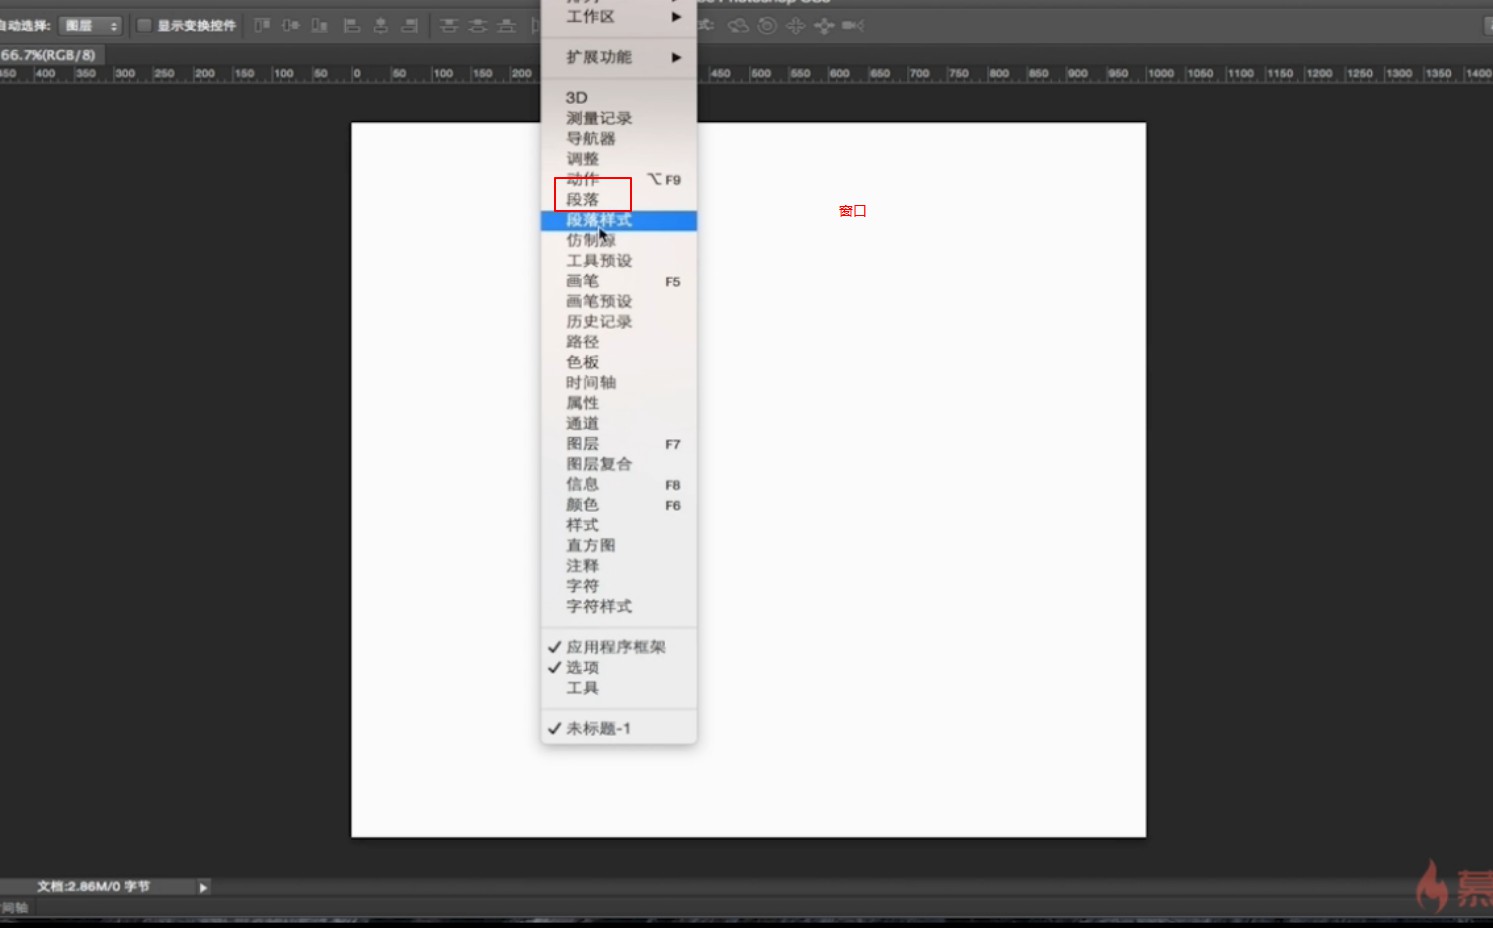 自动选择:
图层
显示变换控件
66.7%(RGB/8)
450 400 350 300 250 200 150 100 50 0 50 100 150 200 450 500 550 600 650 700 750 800 850 900 950 1000 1050 1100 1150 1200 1250 1300 1350 1400
工作区
扩展功能
3D
测量记录
导航器
调整
动作 ⌥F9
段落
段落样式
仿制源
工具预设
画笔 F5
画笔预设
历史记录
路径
色板
时间轴
属性
通道
图层 F7
图层复合
信息 F8
颜色 F6
样式
直方图
注释
字符
字符样式
✓ 应用程序框架
✓ 选项
工具
✓ 未标题-1
窗口
文档:2.86M/0 字节
间轴
慕